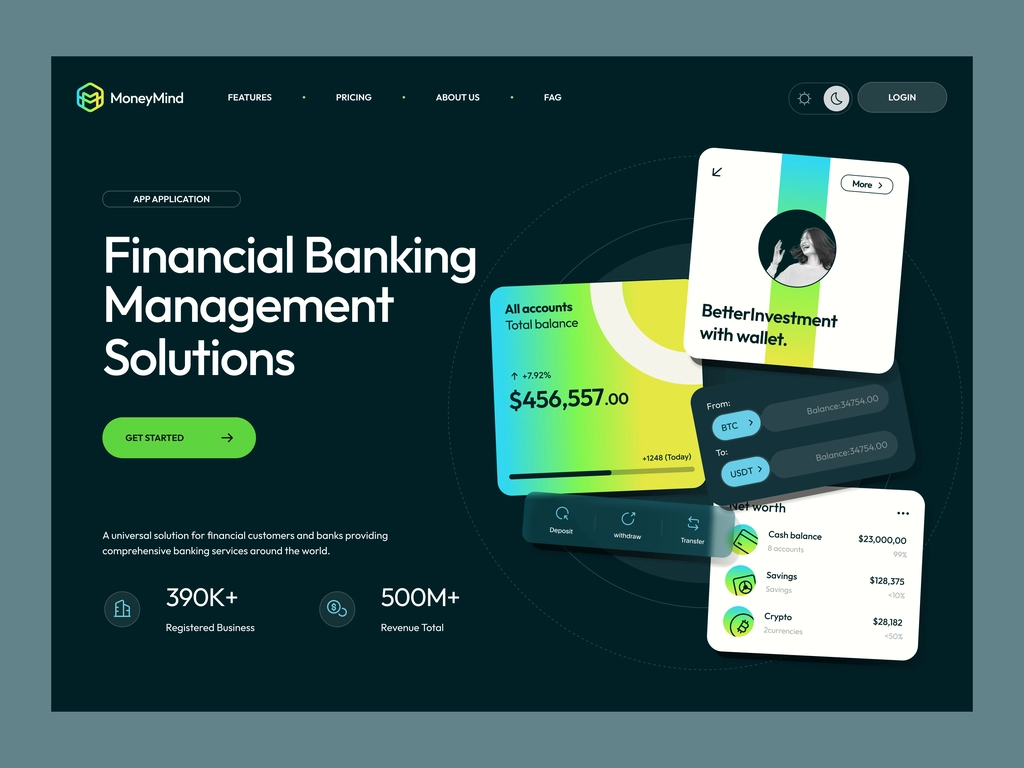 MoneyMind
FEATURES
PRICING
ABOUT US
FAG
LOGIN
APP APPLICATION
Financial Banking
Management
Solutions
GET STARTED
A universal solution for financial customers and banks providing
comprehensive banking services around the world.
390K+
Registered Business
500M+
Revenue Total
More
BetterInvestment
with wallet.
All accounts
Total balance
+7.92%
$456,557.00
+1248 (Today)
From:
BTC
Balance:34754.00
To:
USDT
Balance:34754.00
Deposit
withdraw
Transfer
Net worth
Cash balance
8 accounts
$23,000,00
99%
Savings
Savings
$128,375
<10%
Crypto
2currencies
$28,182
<50%